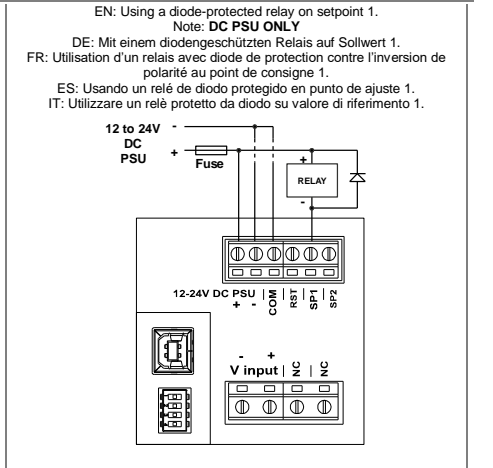 EN: Using a diode-protected relay on setpoint 1.
Note: DC PSU ONLY
DE: Mit einem diodengeschützten Relais auf Sollwert 1.
FR: Utilisation d'un relais avec diode de protection contre l'inversion de
polarité au point de consigne 1.
ES: Usando un relé de diodo protegido en punto de ajuste 1.
IT: Utilizzare un relè protetto da diodo su valore di riferimento 1.
12 to 24V -
DC
PSU +
Fuse
+
RELAY
-
12-24V DC PSU | COM | RST | SP1 | SP2
+ -
- +
V input | NC | NC